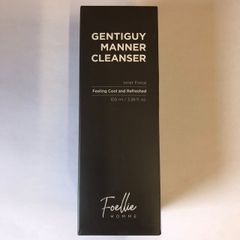 GENTIGUY
MANNER
CLEANSER
Inner Force
Feeling Cool and Refreshed
100 ml / 3.38 fl. oz.
Foellie
HOMME